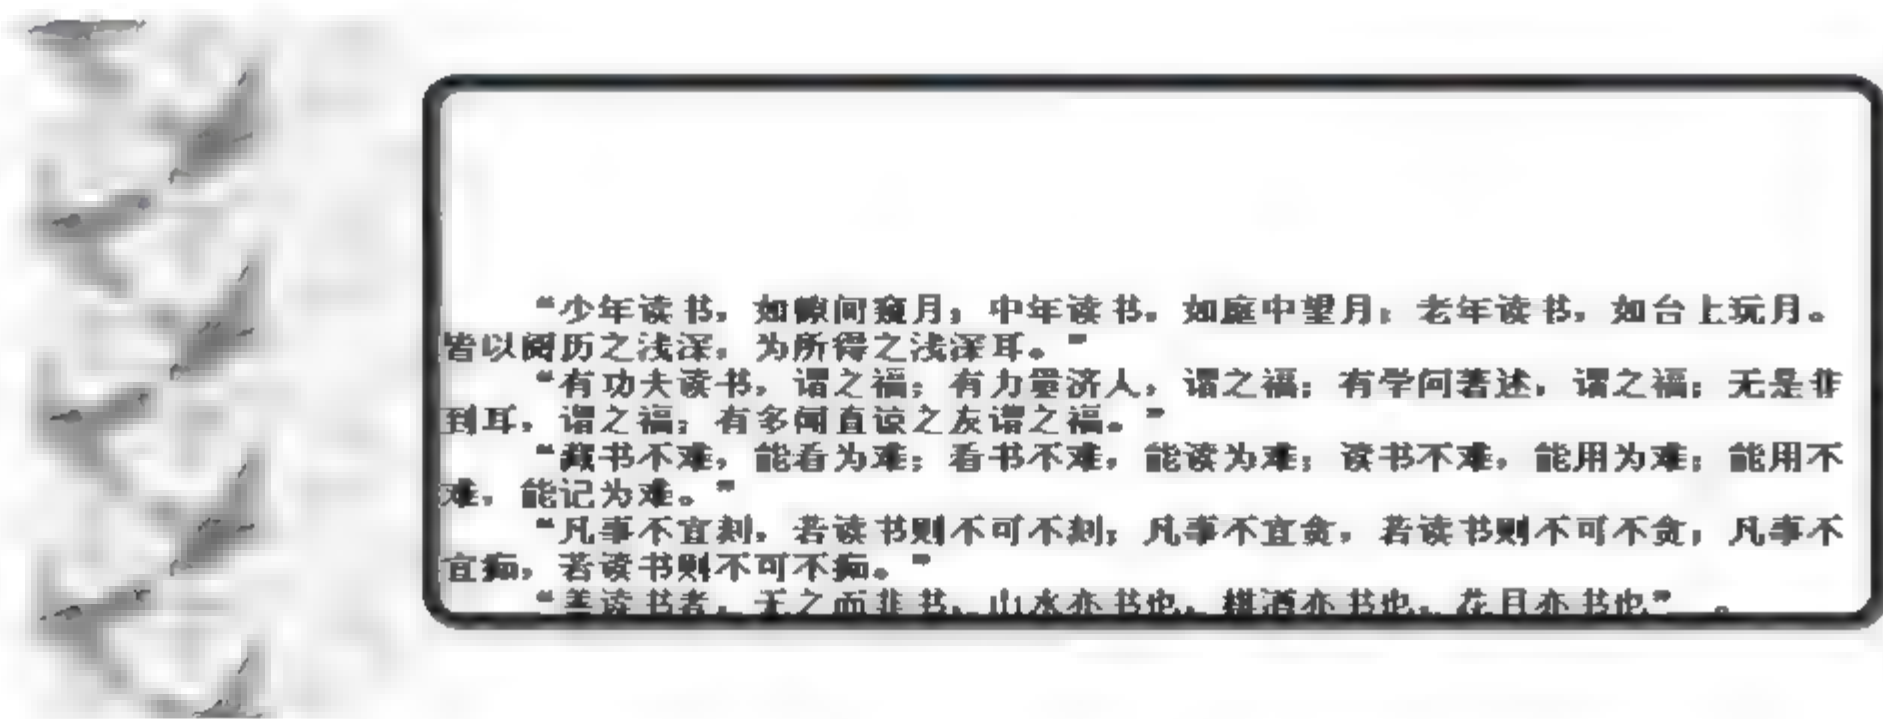 “少年读书，如隙间窥月；中年读书，如庭中望月；老年读书，如台上玩月。
皆以阅历之浅深，为所得之浅深耳。”
“有功夫读书，谓之福；有力量济人，谓之福；有学问著述，谓之福；无是非
到耳，谓之福；有多闻直谅之友谓之福。”
“藏书不难，能看为难；看书不难，能读为难；读书不难，能用为难；能用不
难，能记为难。”
“凡事不宜刻，若读书则不可不刻；凡事不宜贪，若读书则不可不贪；凡事不
宜痴，若读书则不可不痴。”
“善读书者，无之而非书，山水亦书也，棋酒亦书也，花月亦书也”。